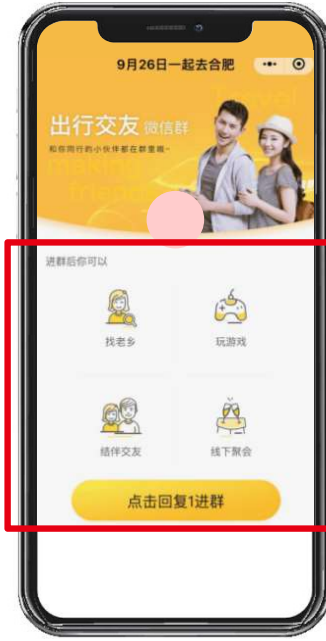 9月26日一起去合肥
出行交友 微信群
和你同行的小伙伴都在群里哦~
Travel
making
friends
进群后你可以
找老乡
玩游戏
结伴交友
线下聚会
点击回复1进群